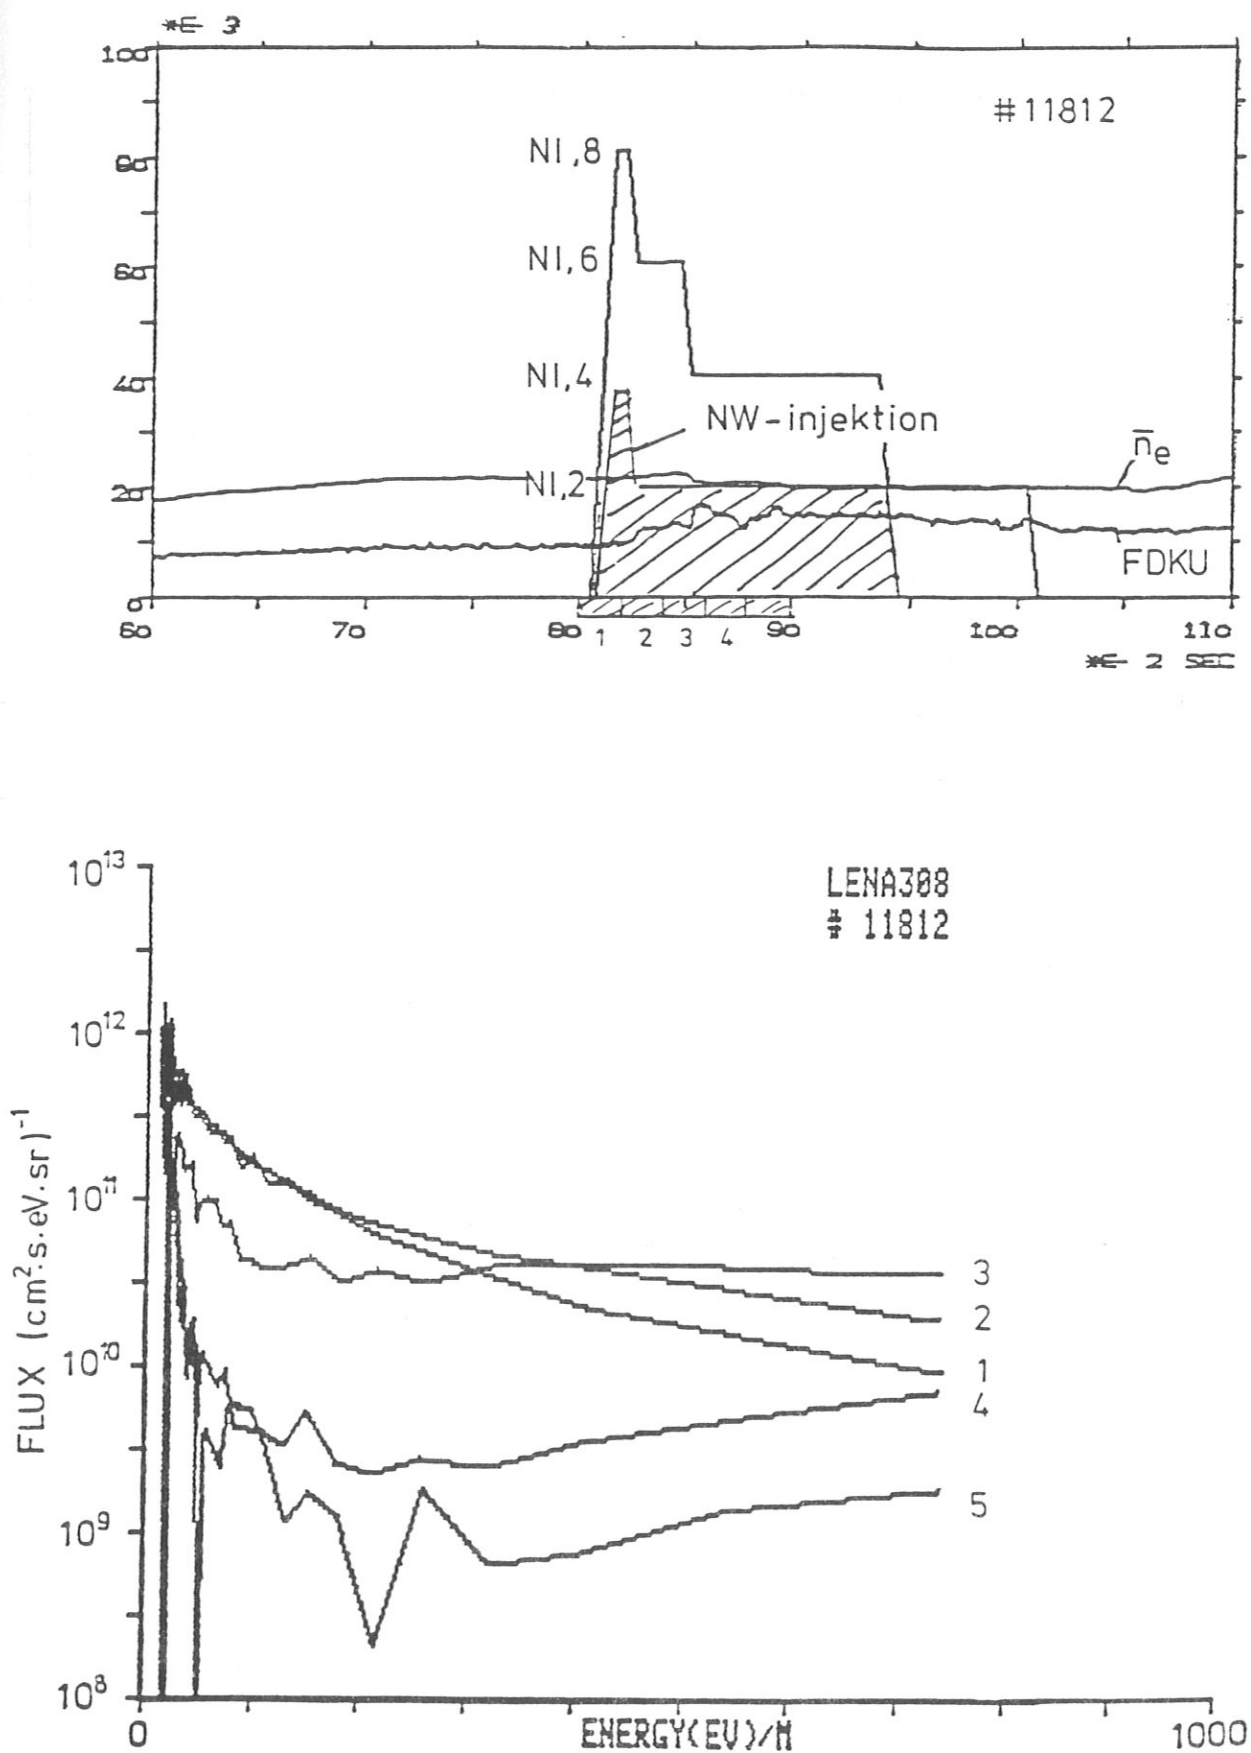 *E 3
100
#11812
NI,8
80
NI,6
60
NI,4
40
NW-injektion
n̄e
NI,2
20
FDKU
0
60 70 80 90 100 110
1 2 3 4
*E- 2 SEC
10¹³
LENA308
# 11812
10¹²
10¹¹
3
2
10¹⁰
1
4
5
10⁹
10⁸
FLUX (cm²·s·eV·sr)⁻¹
0 ENERGY(EV)/M 1000